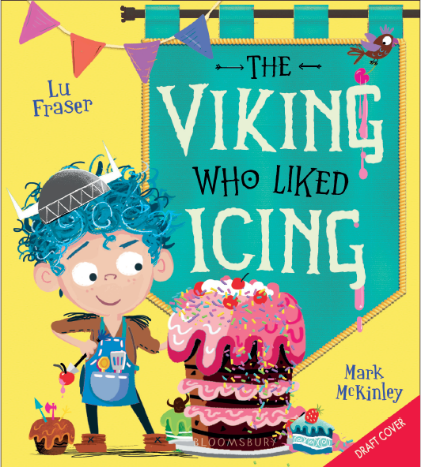 Lu
Fraser
THE
VIKING
WHO LIKED
ICING
Mark
McKinley
BLOOMSBURY
DRAFT COVER